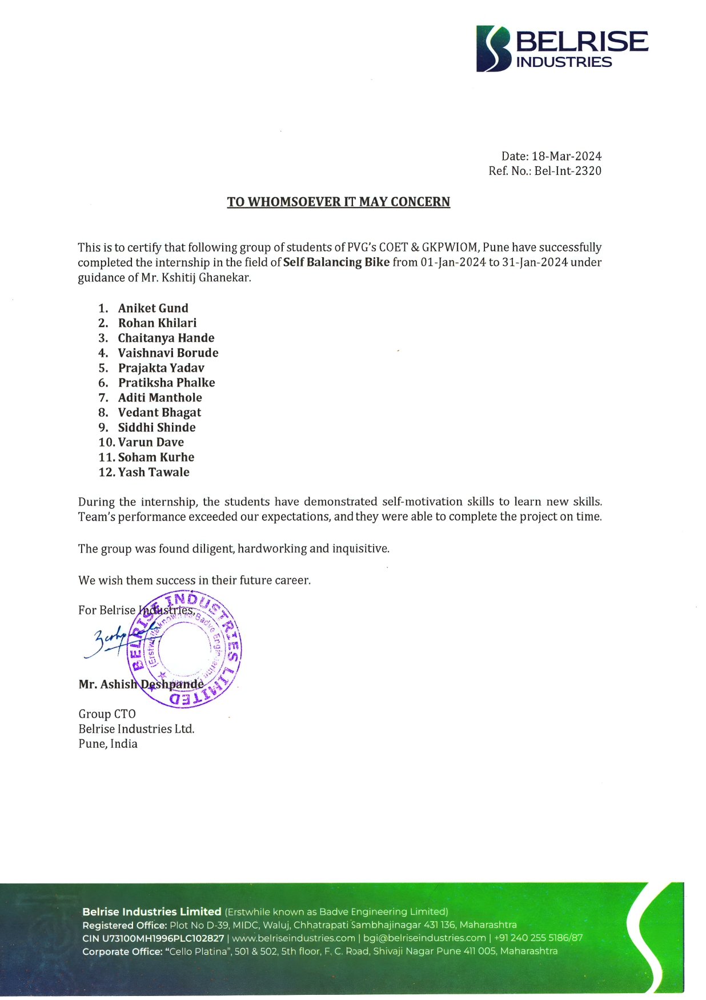 BELRISE
INDUSTRIES
Date: 18-Mar-2024
Ref. No.: Bel-Int-2320
TO WHOMSOEVER IT MAY CONCERN
This is to certify that following group of students of PVG's COET & GKPWIOM, Pune have successfully
completed the internship in the field of Self Balancing Bike from 01-Jan-2024 to 31-Jan-2024 under
guidance of Mr. Kshitij Ghanekar.
1. Aniket Gund
2. Rohan Khilari
3. Chaitanya Hande
4. Vaishnavi Borude
5. Prajakta Yadav
6. Pratiksha Phalke
7. Aditi Manthole
8. Vedant Bhagat
9. Siddhi Shinde
10. Varun Dave
11. Soham Kurhe
12. Yash Tawale
During the internship, the students have demonstrated self-motivation skills to learn new skills.
Team's performance exceeded our expectations, and they were able to complete the project on time.
The group was found diligent, hardworking and inquisitive.
We wish them success in their future career.
For Belrise Industries,
BELRISE INDUSTRIES LIMITED
(Erstwhile known as Badve Engineering Limited)
Mr. Ashish Deshpande
Group CTO
Belrise Industries Ltd.
Pune, India
Belrise Industries Limited (Erstwhile known as Badve Engineering Limited)
Registered Office: Plot No D-39, MIDC, Waluj, Chhatrapati Sambhajinagar 431 136, Maharashtra
CIN U73100MH1996PLC102827 | www.belriseindustries.com | bgi@belriseindustries.com | +91 240 255 5186/87
Corporate Office: "Cello Platina", 501 & 502, 5th floor, F. C. Road, Shivaji Nagar Pune 411 005, Maharashtra